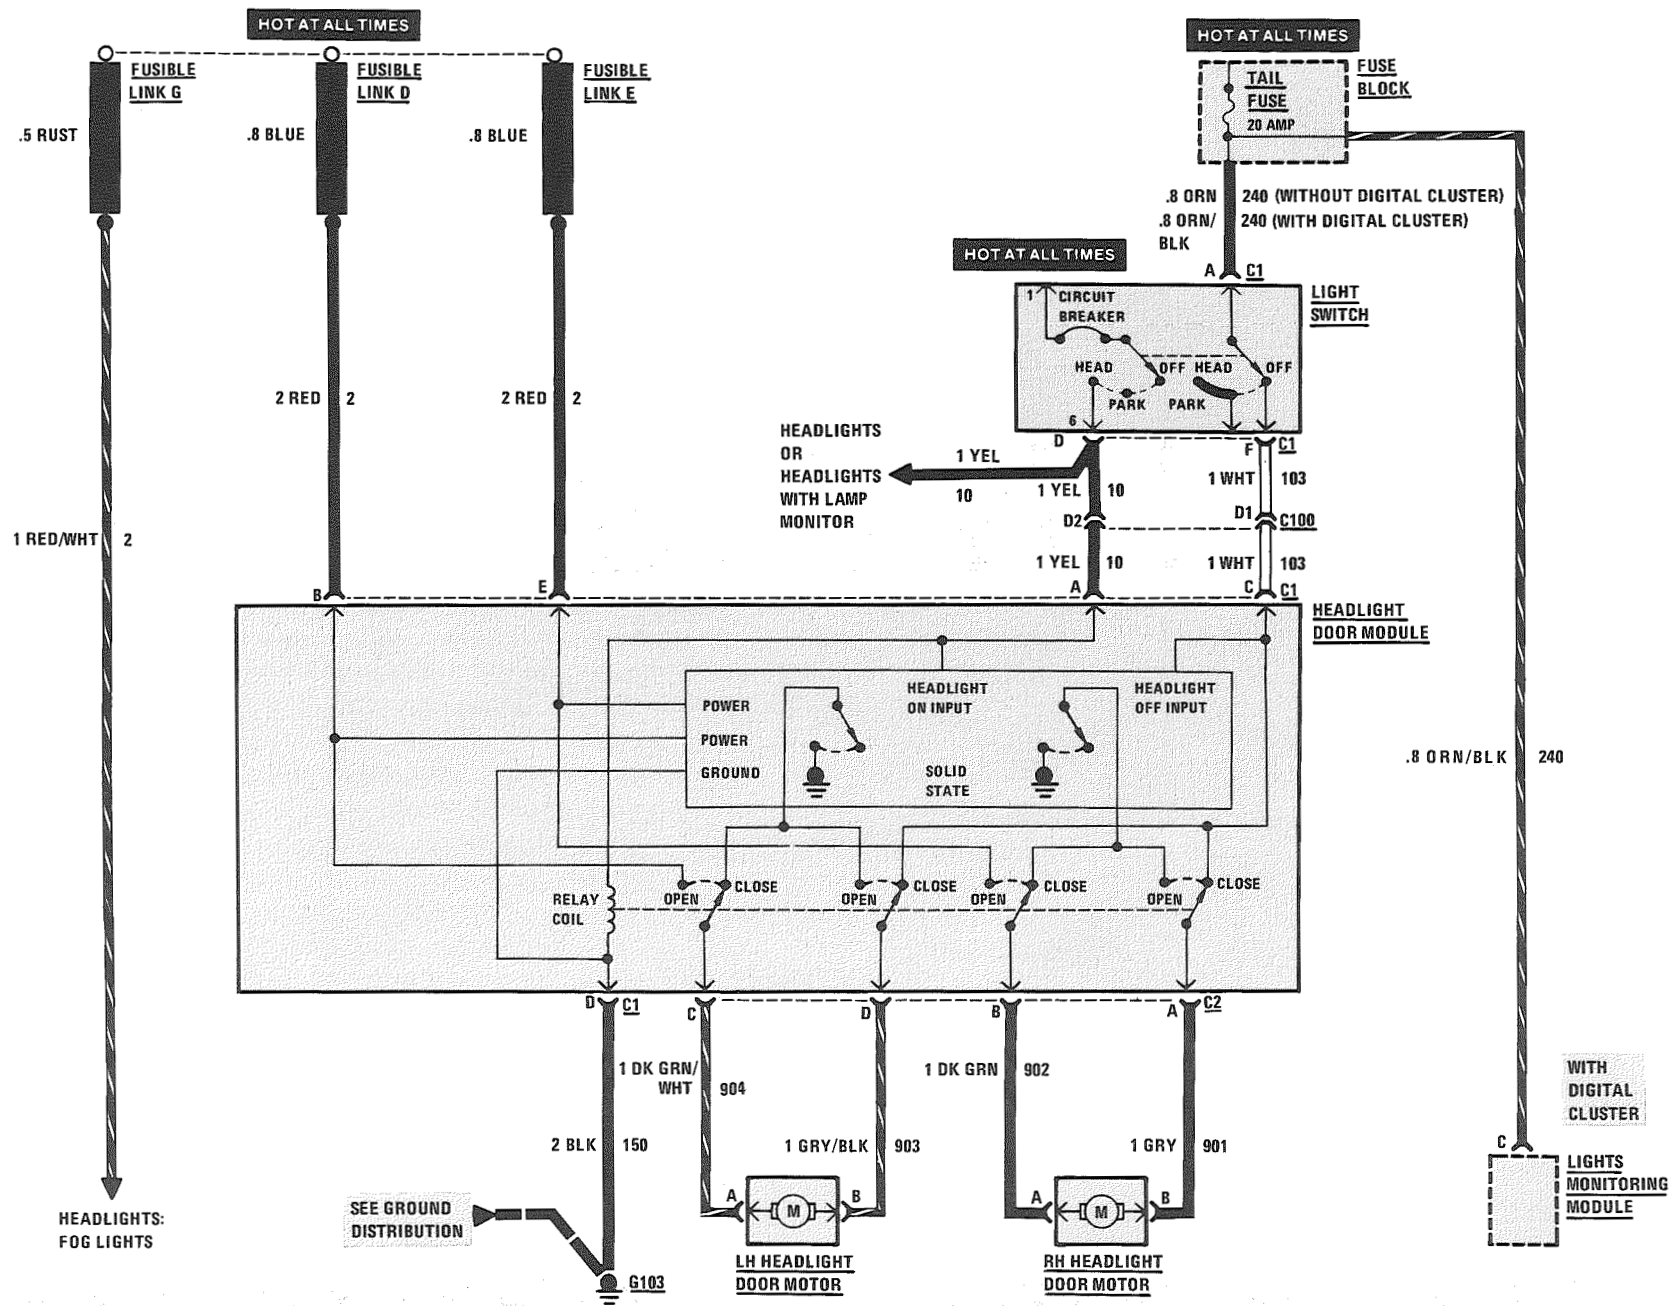 HOT AT ALL TIMES
HOT AT ALL TIMES
FUSIBLE
LINK G
FUSIBLE
LINK D
FUSIBLE
LINK E
.5 RUST
.8 BLUE
.8 BLUE
TAIL
FUSE
20 AMP
FUSE
BLOCK
.8 ORN
240 (WITHOUT DIGITAL CLUSTER)
.8 ORN/
BLK
240 (WITH DIGITAL CLUSTER)
HOT AT ALL TIMES
A
C1
1
CIRCUIT
BREAKER
LIGHT
SWITCH
HEAD
OFF
HEAD
OFF
PARK
PARK
6
2 RED
2
2 RED
2
HEADLIGHTS
OR
HEADLIGHTS
WITH LAMP
MONITOR
D
F
C1
1 YEL
10
1 YEL
10
1 WHT
103
D2
D1
C100
1 RED/WHT
2
1 YEL
10
1 WHT
103
B
E
A
C
C1
HEADLIGHT
DOOR MODULE
POWER
POWER
GROUND
HEADLIGHT
ON INPUT
HEADLIGHT
OFF INPUT
SOLID
STATE
.8 ORN/BLK
240
RELAY
COIL
OPEN
CLOSE
OPEN
CLOSE
OPEN
CLOSE
OPEN
CLOSE
D
C1
C
D
B
A
C2
1 DK GRN/
WHT
904
1 DK GRN
902
2 BLK
150
1 GRY/BLK
903
1 GRY
901
WITH
DIGITAL
CLUSTER
C
LIGHTS
MONITORING
MODULE
A
M
B
A
M
B
HEADLIGHTS:
FOG LIGHTS
SEE GROUND
DISTRIBUTION
LH HEADLIGHT
DOOR MOTOR
RH HEADLIGHT
DOOR MOTOR
G103